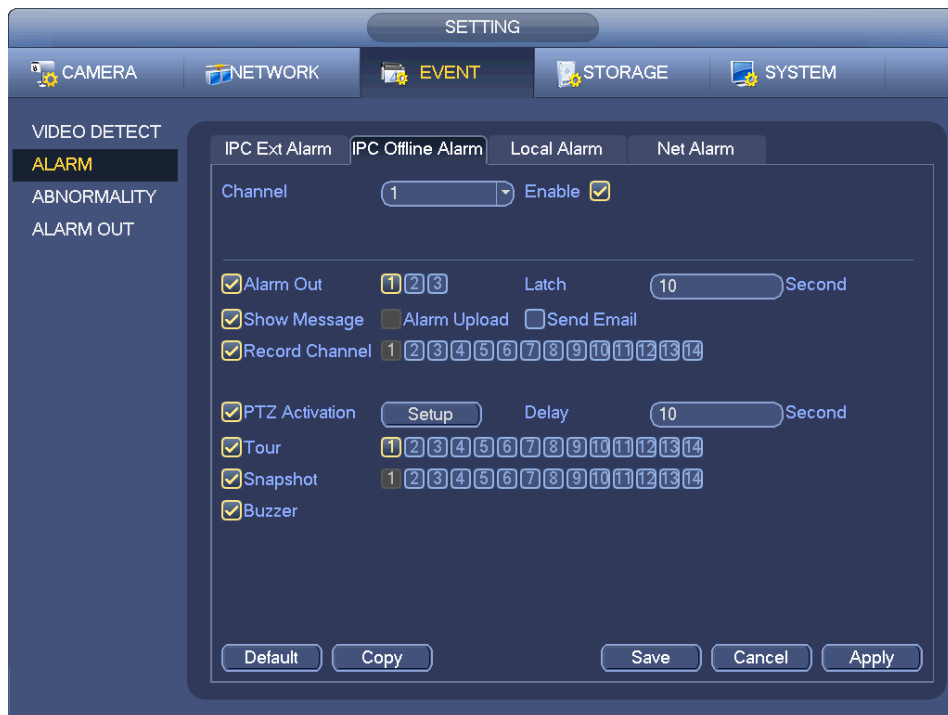 SETTING
CAMERA NETWORK EVENT STORAGE SYSTEM
VIDEO DETECT
ALARM
ABNORMALITY
ALARM OUT
IPC Ext Alarm IPC Offline Alarm Local Alarm Net Alarm
Channel 1 Enable
Alarm Out 1 2 3 Latch 10 Second
Show Message Alarm Upload Send Email
Record Channel 1 2 3 4 5 6 7 8 9 10 11 12 13 14
PTZ Activation Setup Delay 10 Second
Tour 1 2 3 4 5 6 7 8 9 10 11 12 13 14
Snapshot 1 2 3 4 5 6 7 8 9 10 11 12 13 14
Buzzer
Default Copy Save Cancel Apply